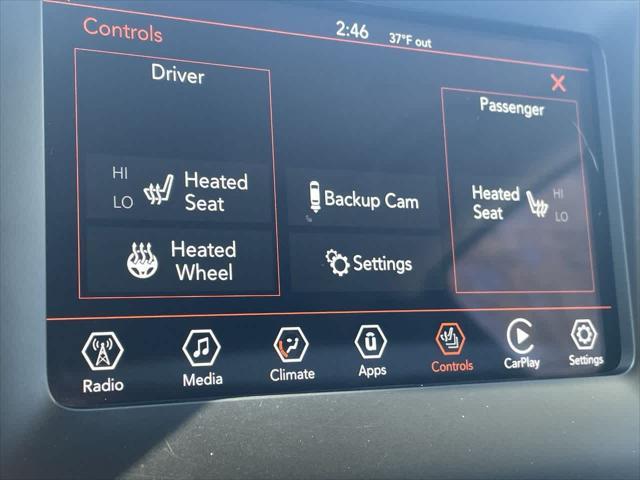 Controls
2:46
37°F out
Driver
HI
LO
Heated
Seat
Heated
Wheel
Backup Cam
Settings
Passenger
Heated
Seat
HI
LO
Radio
Media
Climate
Apps
Controls
CarPlay
Settings